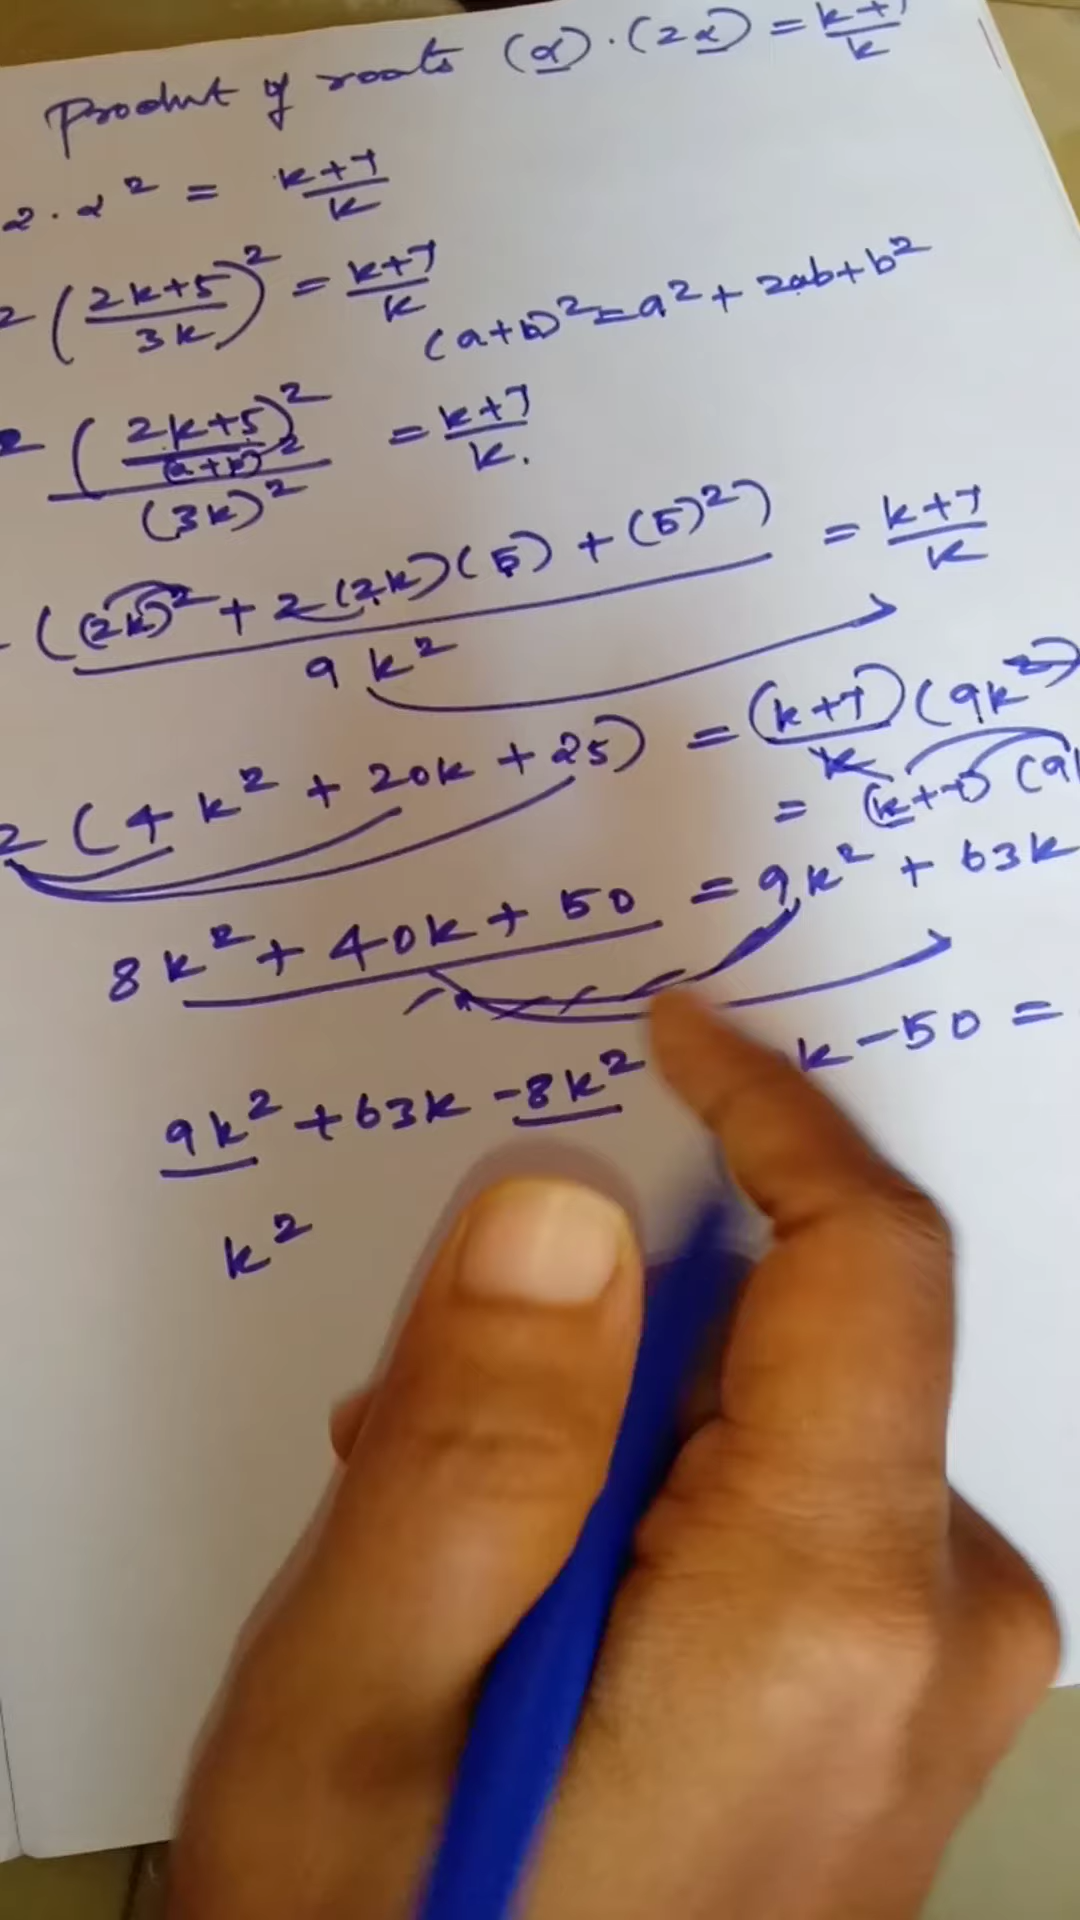 Product of roots (α)·(2α) = k+7/k
2·α² = k+7/k
2(2k+5/3k)² = k+7/k
(a+b)² = a² + 2ab + b²
2(2k+5)²/(3k)² = k+7/k.
(a+b)²
((2k)² + 2(2k)(5) + (5)²)/9k² = k+7/k
2(4k² + 20k + 25) = (k+7)(9k²)/k
= (k+7)(9k
8k² + 40k + 50 = 9k² + 63k
9k² + 63k - 8k² k - 50 =
k²